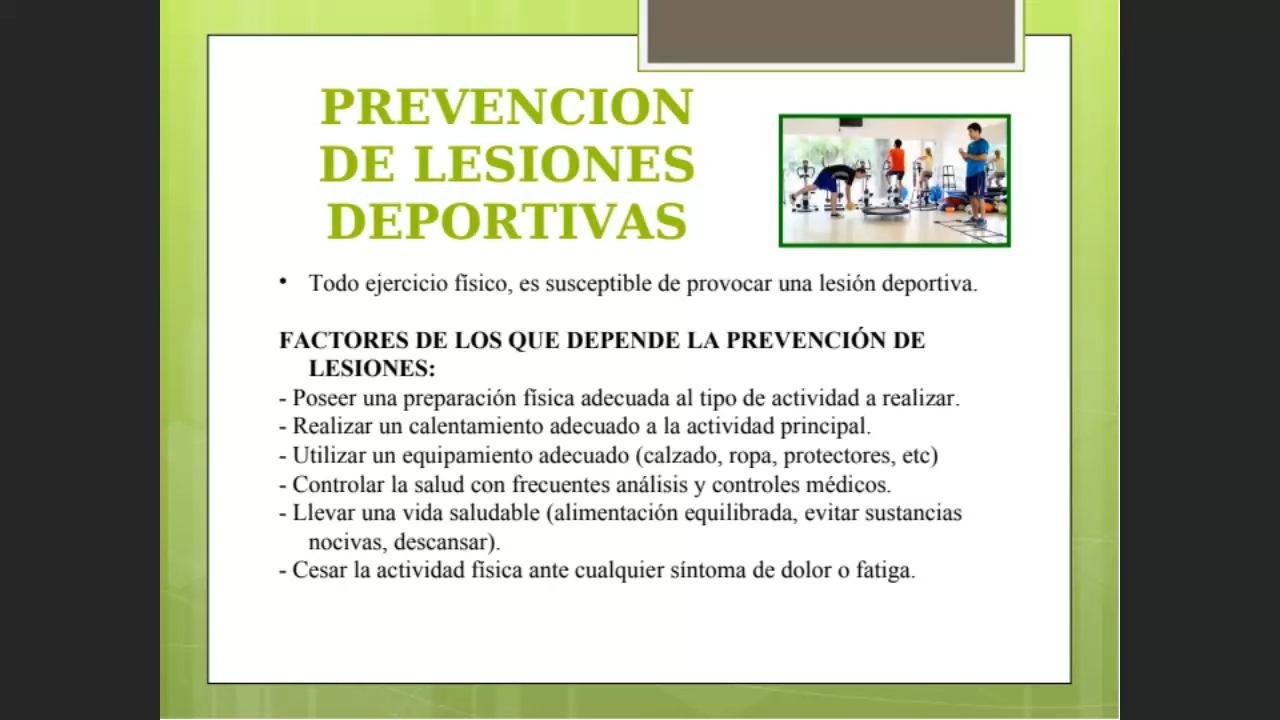 PREVENCION
DE LESIONES
DEPORTIVAS
• Todo ejercicio físico, es susceptible de provocar una lesión deportiva.
FACTORES DE LOS QUE DEPENDE LA PREVENCIÓN DE
LESIONES:
- Poseer una preparación física adecuada al tipo de actividad a realizar.
- Realizar un calentamiento adecuado a la actividad principal.
- Utilizar un equipamiento adecuado (calzado, ropa, protectores, etc)
- Controlar la salud con frecuentes análisis y controles médicos.
- Llevar una vida saludable (alimentación equilibrada, evitar sustancias
nocivas, descansar).
- Cesar la actividad física ante cualquier síntoma de dolor o fatiga.